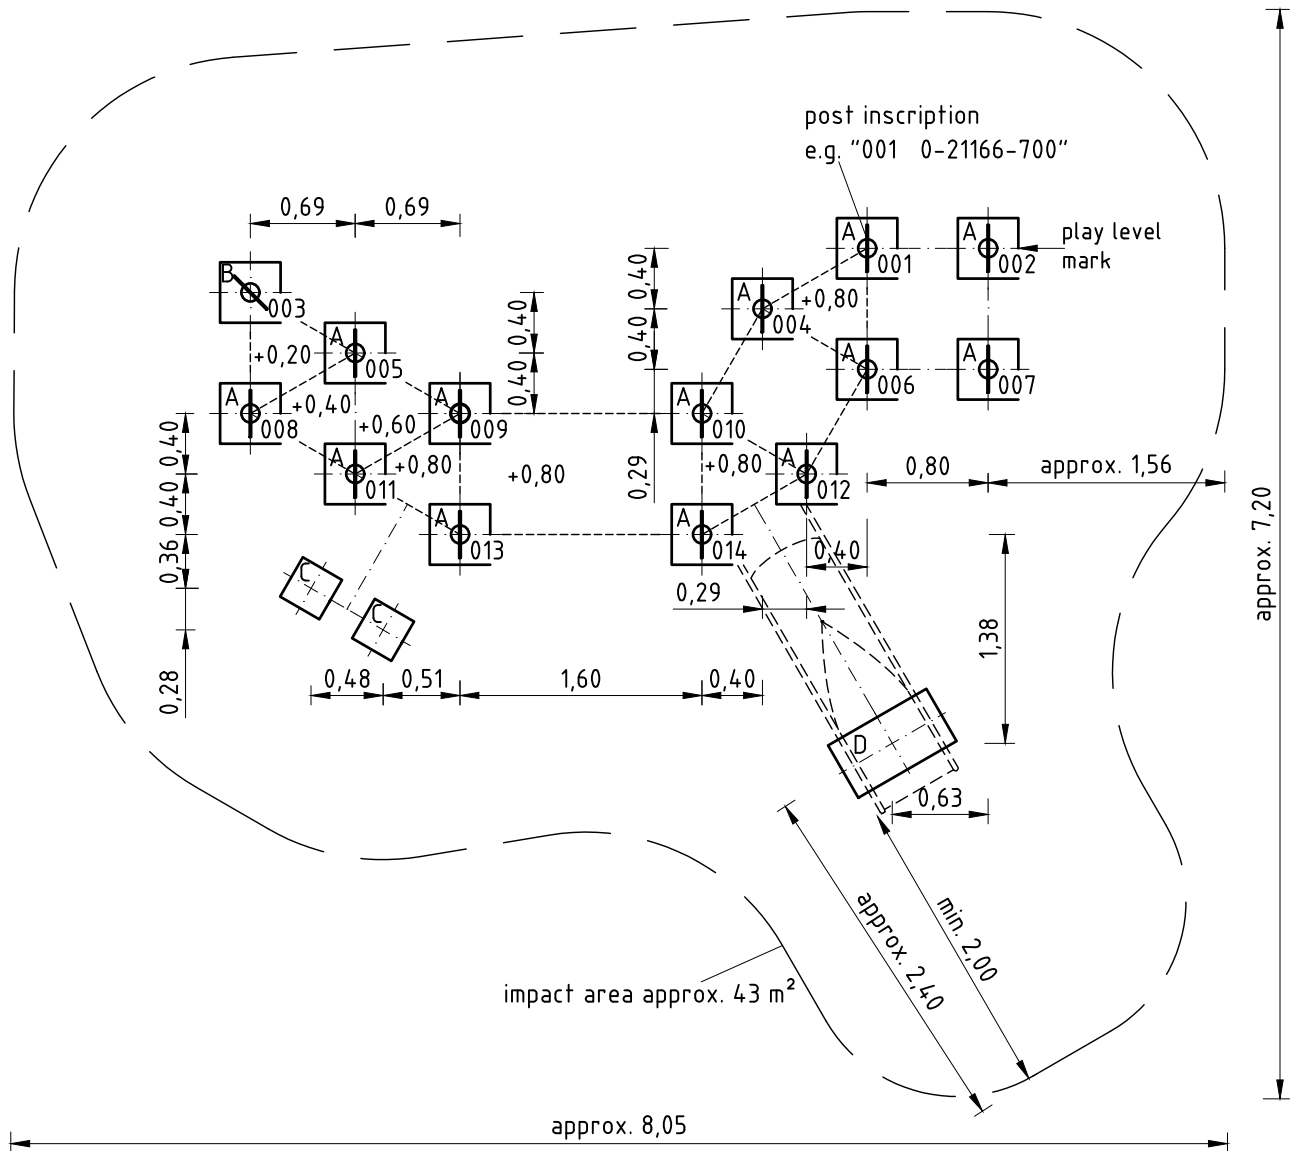 post inscription
e.g. "001   0-21166-700"
0,69
0,69
A
001
A
002
play level
mark
B
003
0,40
0,40
A
004
+0,80
0,40
0,40
A
005
+0,20
A
006
A
007
A
008
+0,40
+0,60
A
009
A
010
0,40
0,40
0,36
0,28
A
011
+0,80
+0,80
0,29
+0,80
A
012
0,80
approx. 1,56
A
013
A
014
0,40
0,29
C
C
0,48
0,51
1,60
0,40
1,38
D
0,63
approx. 7,20
approx. 2,40
min. 2,00
impact area approx. 43 m²
approx. 8,05